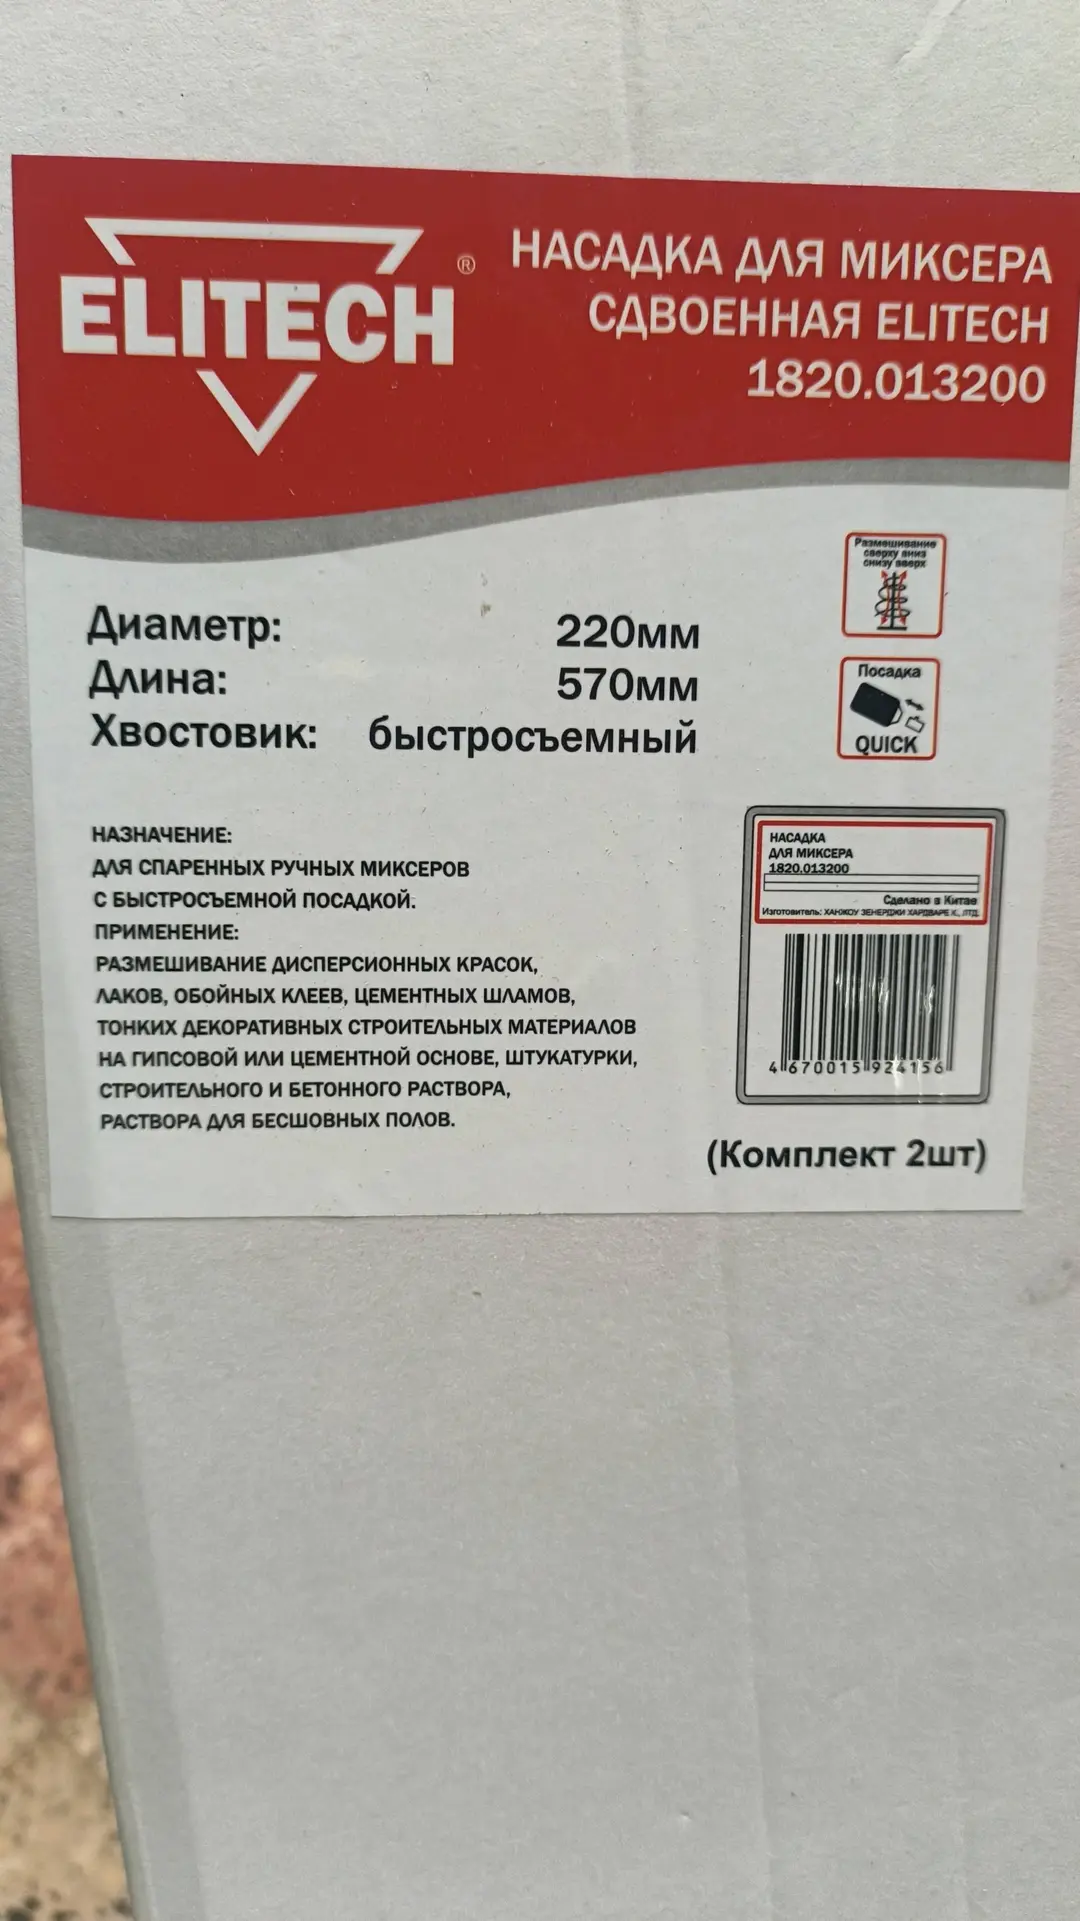 ELITECH®
НАСАДКА ДЛЯ МИКСЕРА
СДВОЕННАЯ ELITECH
1820.013200
Размешивание
сверху вниз
снизу вверх
Диаметр: 220мм
Длина: 570мм
Хвостовик: быстросъемный
Посадка
QUICK
НАЗНАЧЕНИЕ:
ДЛЯ СПАРЕННЫХ РУЧНЫХ МИКСЕРОВ
С БЫСТРОСЪЕМНОЙ ПОСАДКОЙ.
ПРИМЕНЕНИЕ:
РАЗМЕШИВАНИЕ ДИСПЕРСИОННЫХ КРАСОК,
ЛАКОВ, ОБОЙНЫХ КЛЕЕВ, ЦЕМЕНТНЫХ ШЛАМОВ,
ТОНКИХ ДЕКОРАТИВНЫХ СТРОИТЕЛЬНЫХ МАТЕРИАЛОВ
НА ГИПСОВОЙ ИЛИ ЦЕМЕНТНОЙ ОСНОВЕ, ШТУКАТУРКИ,
СТРОИТЕЛЬНОГО И БЕТОННОГО РАСТВОРА,
РАСТВОРА ДЛЯ БЕСШОВНЫХ ПОЛОВ.
НАСАДКА
ДЛЯ МИКСЕРА
1820.013200
Сделано в Китае
Изготовитель: ХАНЖОУ ЗЕНЕРДЖИ ХАРДВАРЕ К., ЛТД.
4 670015 924156
(Комплект 2шт)